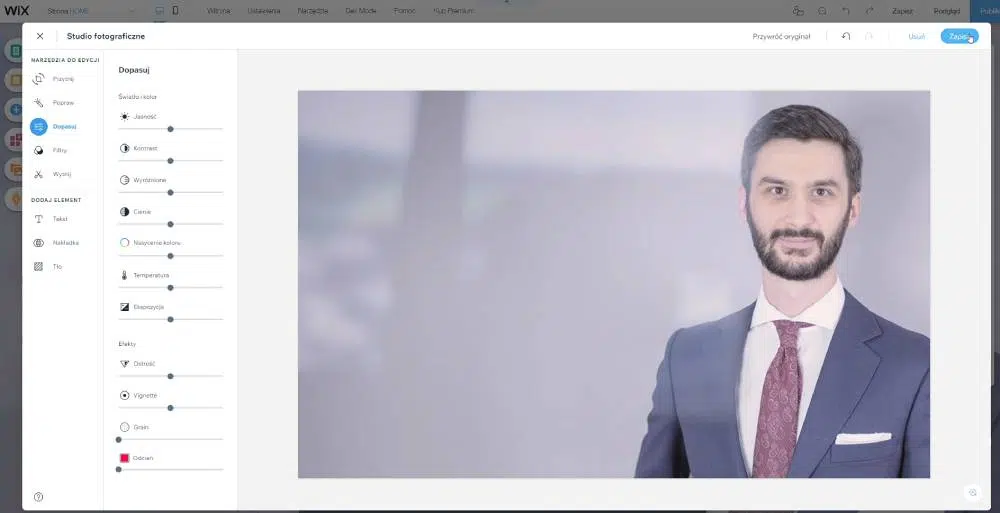 WiX
Strona HOME
Witryna
Ustawienia
Narzędzia
Dev Mode
Pomoc
Kup Premium
Zapisz
Podgląd
Publik
Studio fotograficzne
Przywróć oryginał
Usuń
Zapisz
NARZĘDZIA DO EDYCJI
Przytnij
Popraw
Dopasuj
Filtry
Wytnij
DODAJ ELEMENT
Tekst
Nakładka
Tło
Dopasuj
Światło i kolor
Jasność
Kontrast
Wyróżnione
Cienie
Nasycenie koloru
Temperatura
Ekspozycja
Efekty
Ostrość
Vignette
Grain
Odcień